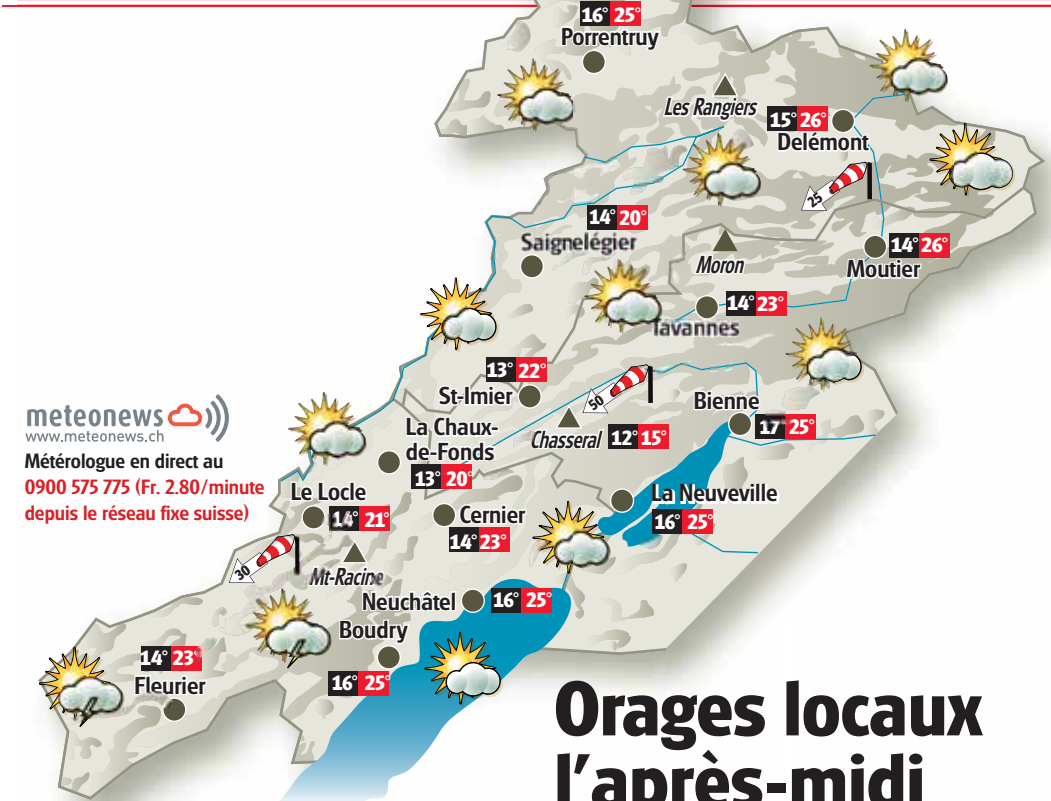 16° 25°
Porrentruy
Les Rangiers
15° 26°
Delémont
25
14° 20°
Saignelégier
Moron
14° 26°
Moutier
14° 23°
Tavannes
13° 22°
St-Imier
50
Chasseral 12° 15°
Bienne
17° 25°
meteonews
www.meteonews.ch
Métérologue en direct au
0900 575 775 (Fr. 2.80/minute
depuis le réseau fixe suisse)
La Chaux-
de-Fonds
13° 20°
Le Locle
14° 21°
Cernier
14° 23°
La Neuveville
16° 25°
30
Mt-Racine
Neuchâtel 16° 25°
Boudry
16° 25°
14° 23°
Fleurier
Orages locaux
l'après-midi